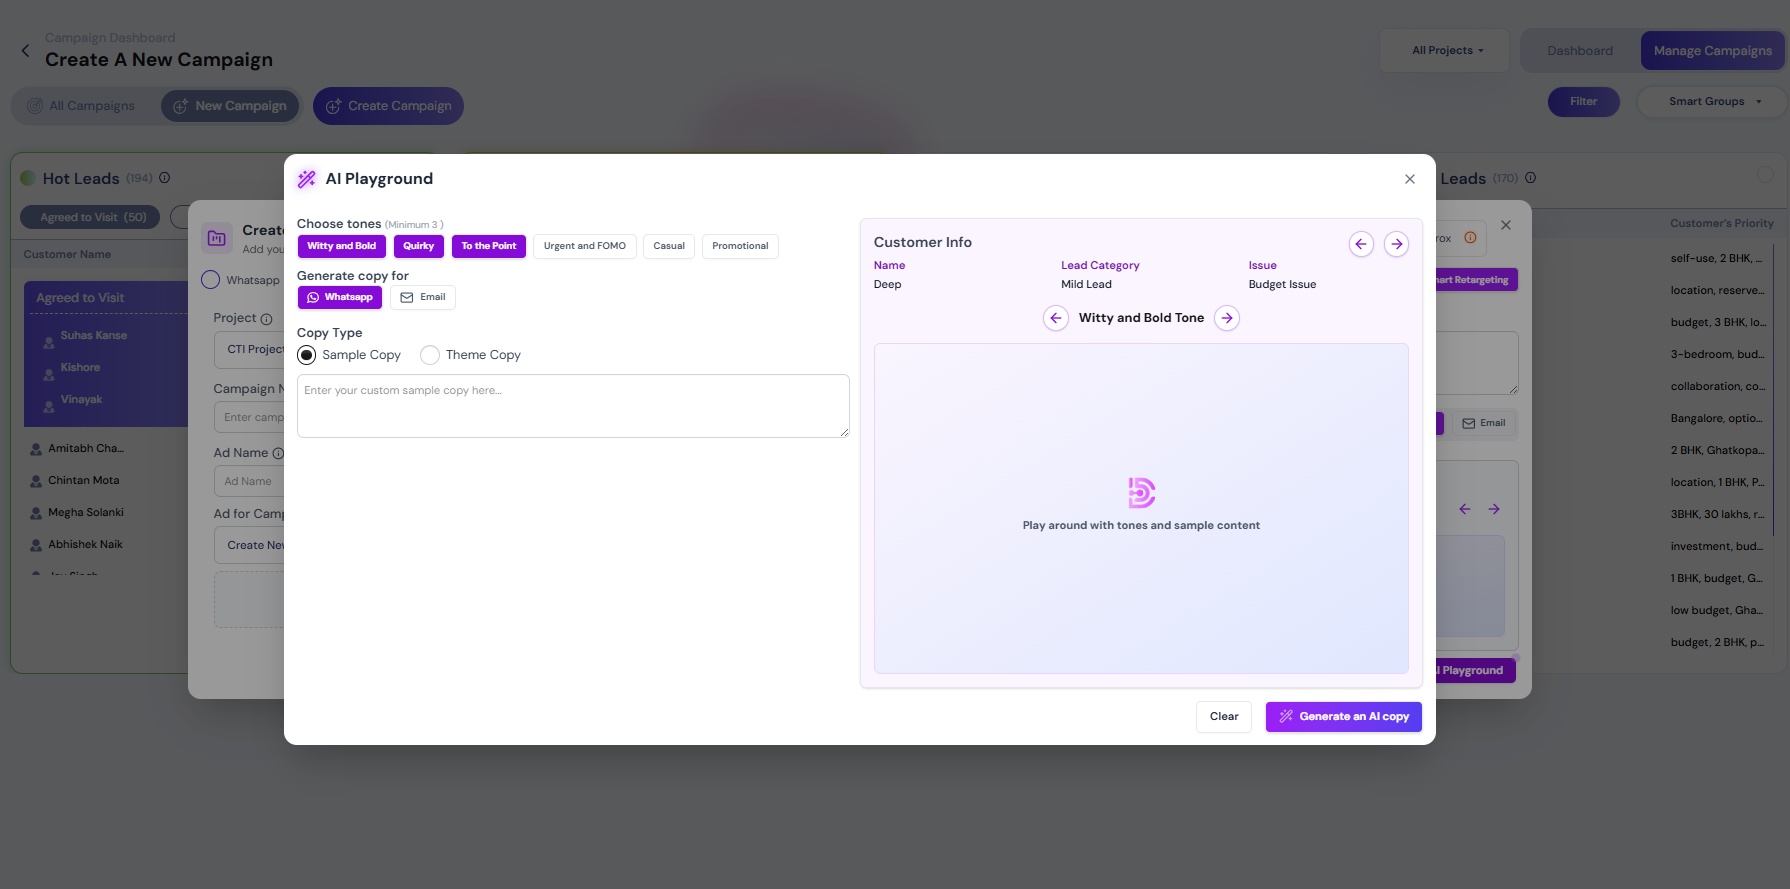 Campaign Dashboard
Create A New Campaign
All Projects
Dashboard
Manage Campaigns
All Campaigns
New Campaign
Create Campaign
Filter
Smart Groups
Hot Leads (194)
Leads (170)
Agreed to Visit (50)
Customer Name
Customer's Priority
Agreed to Visit
Suhas Kanse
Kishore
Vinayak
Amitabh Cha...
Chintan Mota
Megha Solanki
Abhishek Naik
Add you
Whatsapp
Project
CTI Project
Campaign N
Enter camp
Ad Name
Ad Name
Ad for Camp
Create New
AI Playground
Choose tones (Minimum 3 )
Witty and Bold
Quirky
To the Point
Urgent and FOMO
Casual
Promotional
Generate copy for
Whatsapp
Email
Copy Type
Sample Copy
Theme Copy
Enter your custom sample copy here...
Customer Info
Name
Lead Category
Issue
Deep
Mild Lead
Budget Issue
Witty and Bold Tone
Play around with tones and sample content
Clear
Generate an AI copy
rox
mart Retargeting
Email
I Playground
self-use, 2 BHK, ...
location, reserve...
budget, 3 BHK, lo...
3-bedroom, bud...
collaboration, co...
Bangalore, optio...
2 BHK, Ghatkopa...
location, 1 BHK, P...
3BHK, 30 lakhs, r...
investment, bud...
1 BHK, budget, G...
low budget, Gha...
budget, 2 BHK, p...